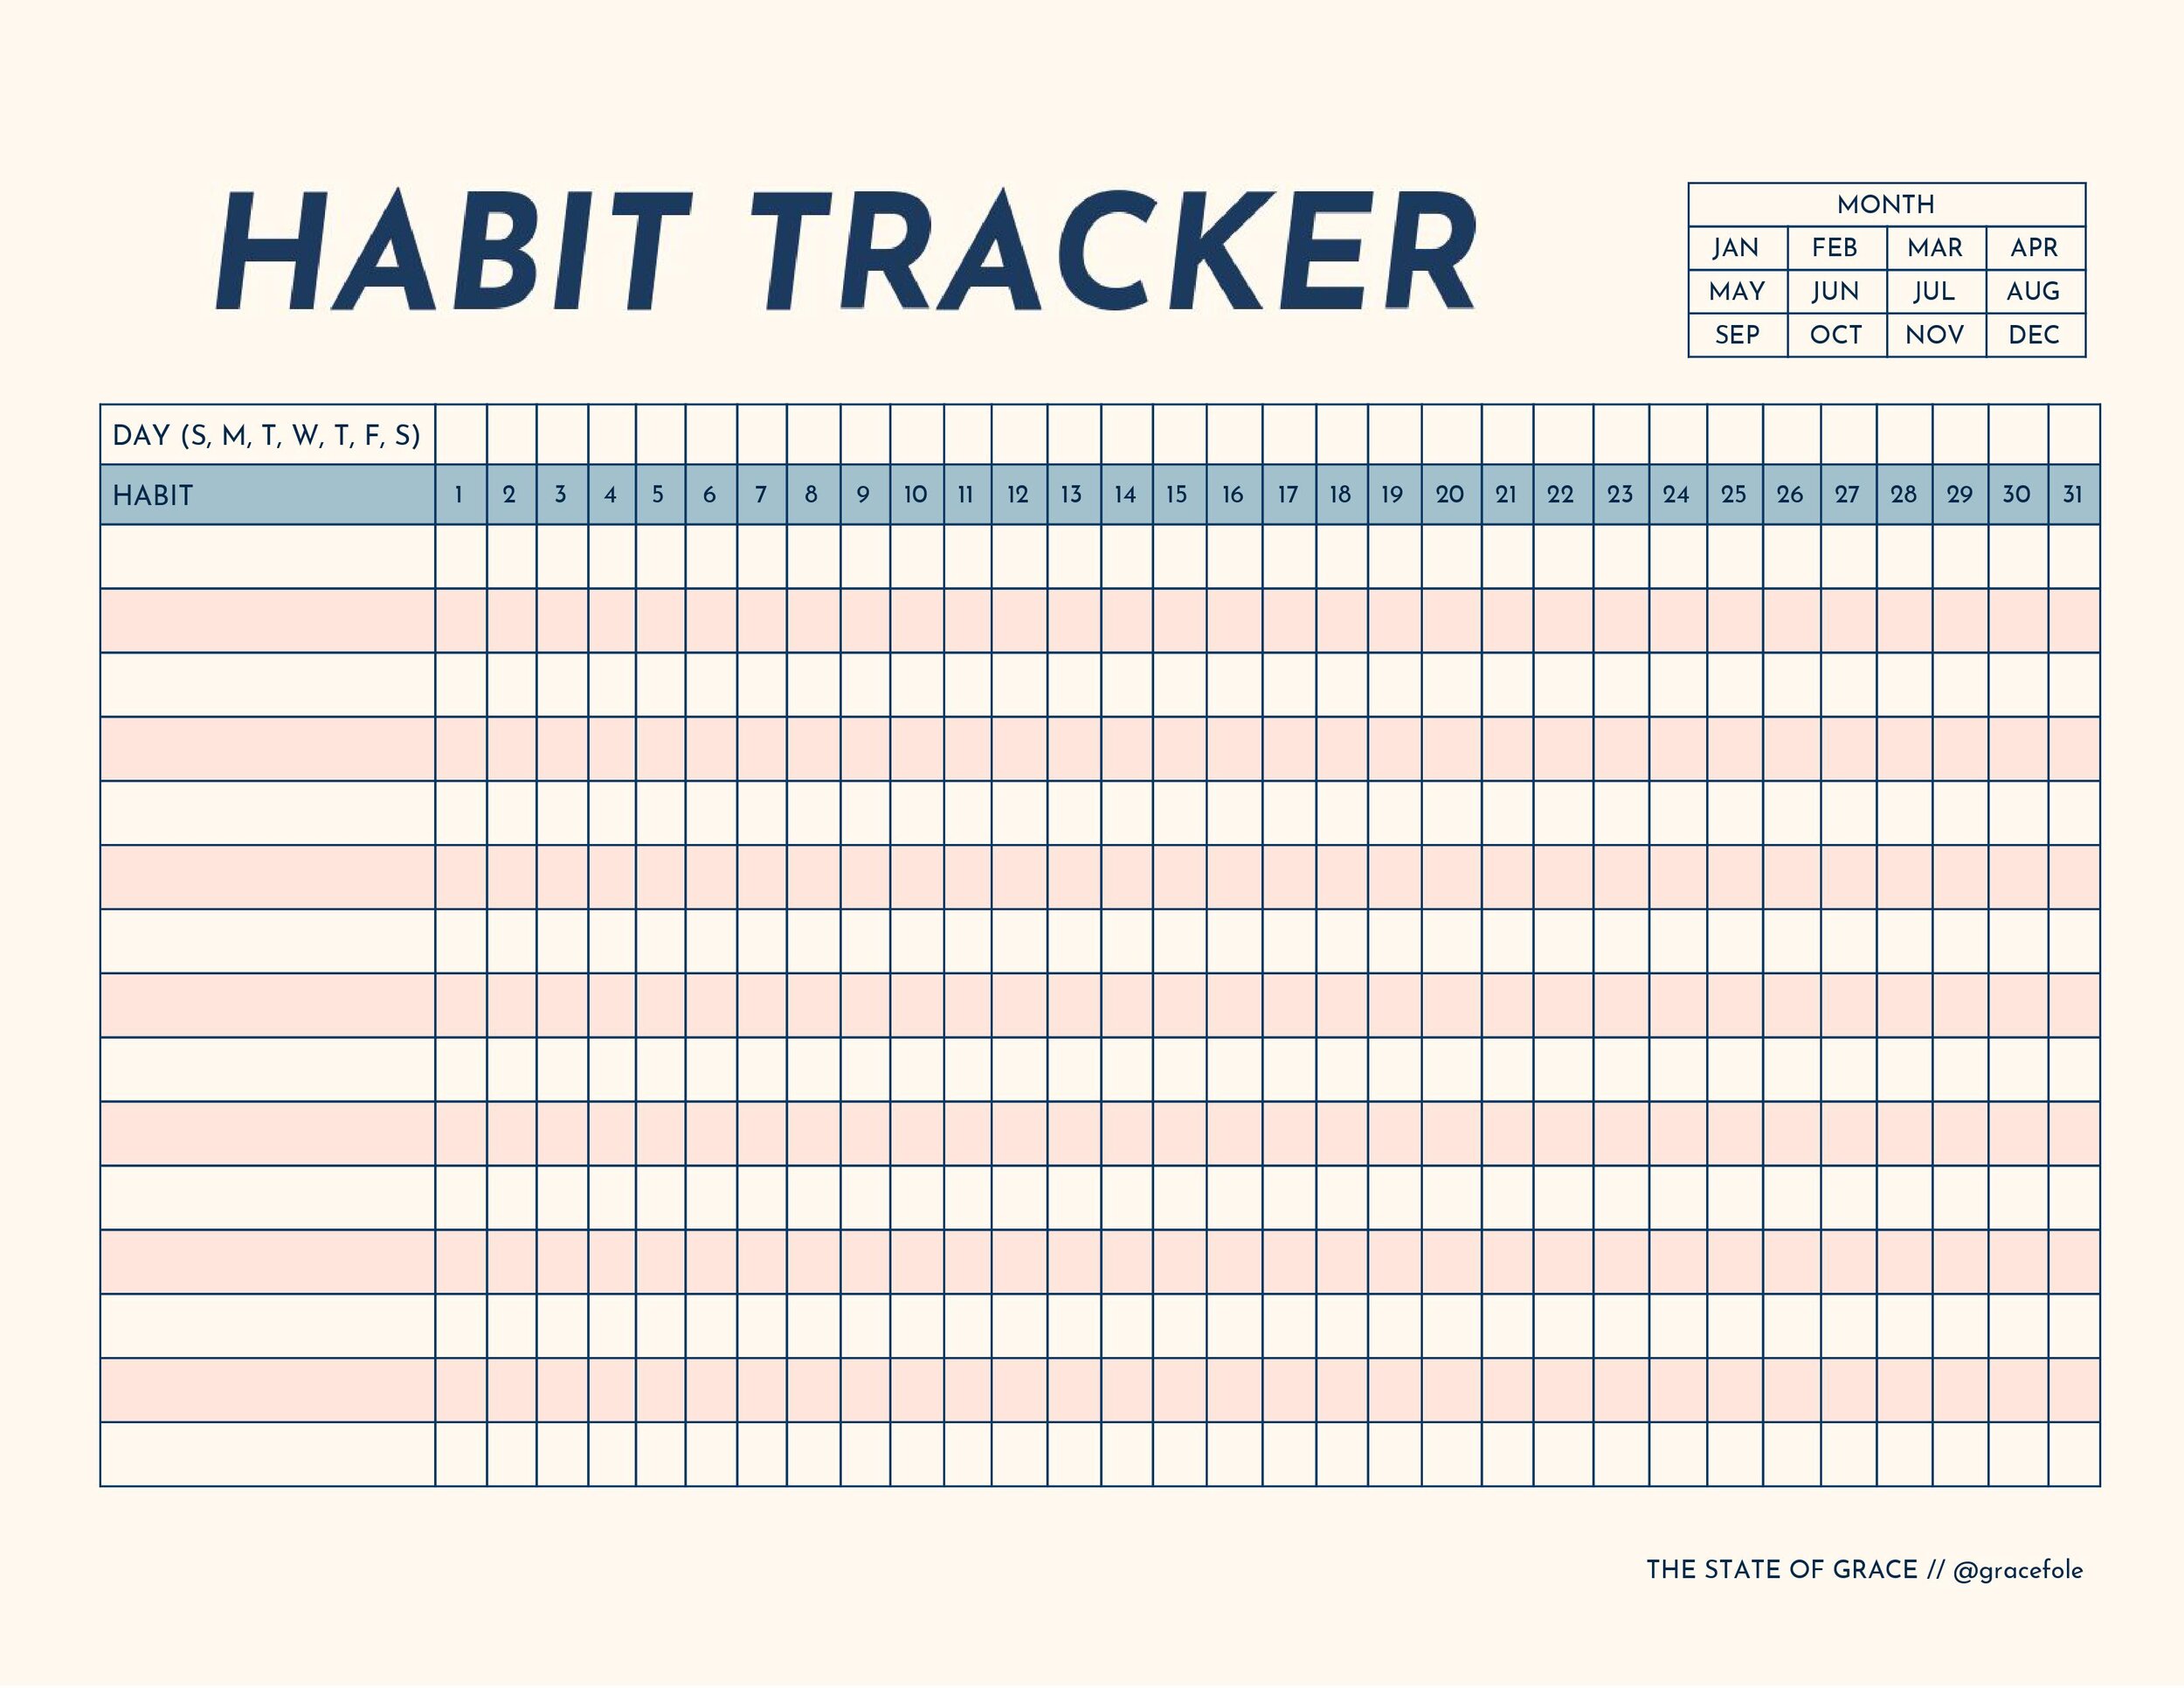 HABIT TRACKER
MONTH
JAN FEB MAR APR
MAY JUN JUL AUG
SEP OCT NOV DEC
DAY (S, M, T, W, T, F, S)
HABIT 1 2 3 4 5 6 7 8 9 10 11 12 13 14 15 16 17 18 19 20 21 22 23 24 25 26 27 28 29 30 31
THE STATE OF GRACE // @gracefole